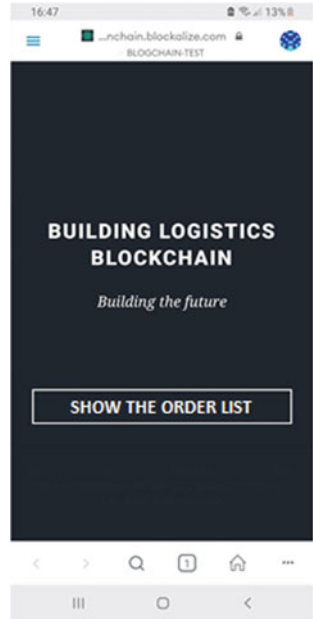 16:47
13%
...nchain.blockalize.com
BLOGCHAIN-TEST
BUILDING LOGISTICS
BLOCKCHAIN
Building the future
SHOW THE ORDER LIST
1